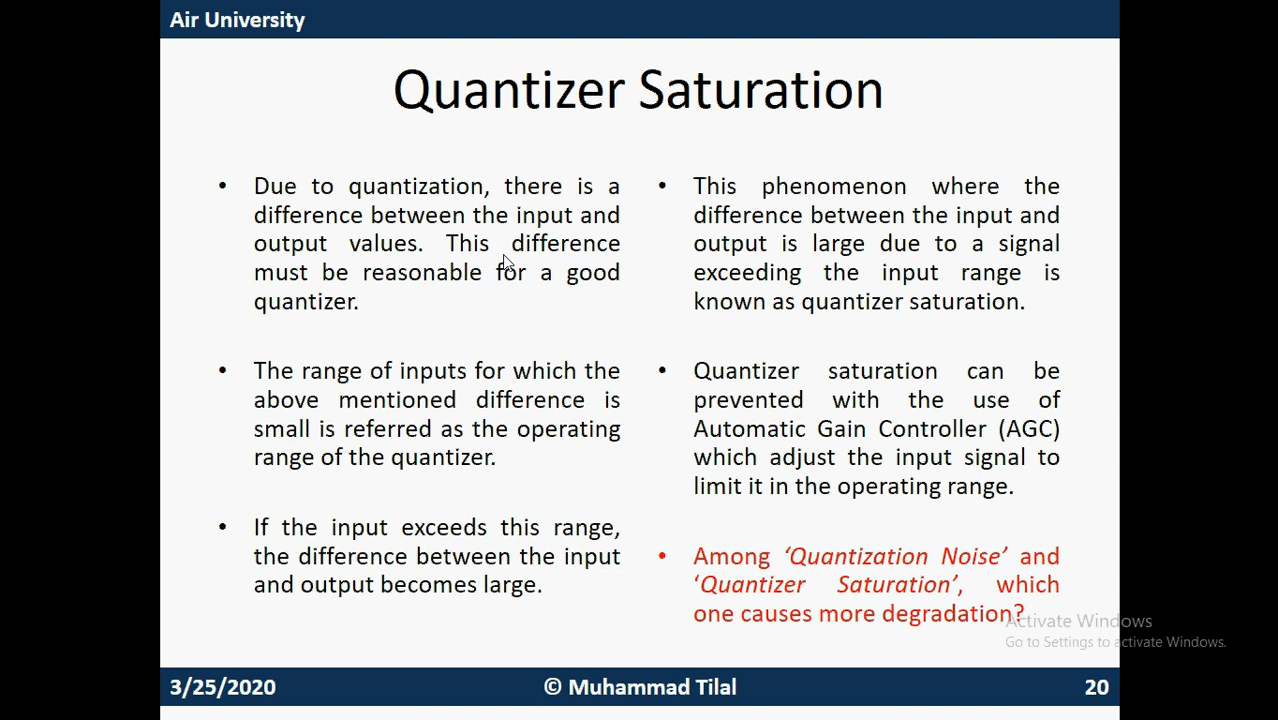 Air University
Quantizer Saturation
• Due to quantization, there is a
difference between the input and
output values. This difference
must be reasonable for a good
quantizer.
• The range of inputs for which the
above mentioned difference is
small is referred as the operating
range of the quantizer.
• If the input exceeds this range,
the difference between the input
and output becomes large.
• This phenomenon where the
difference between the input and
output is large due to a signal
exceeding the input range is
known as quantizer saturation.
• Quantizer saturation can be
prevented with the use of
Automatic Gain Controller (AGC)
which adjust the input signal to
limit it in the operating range.
• Among ‘Quantization Noise’ and
‘Quantizer Saturation’, which
one causes more degradation?
Activate Windows
Go to Settings to activate Windows.
3/25/2020
© Muhammad Tilal
20